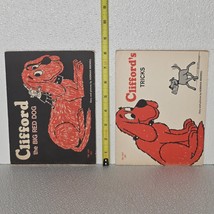 Clifford
the BIG RED DOG
Clifford's
TRICKS